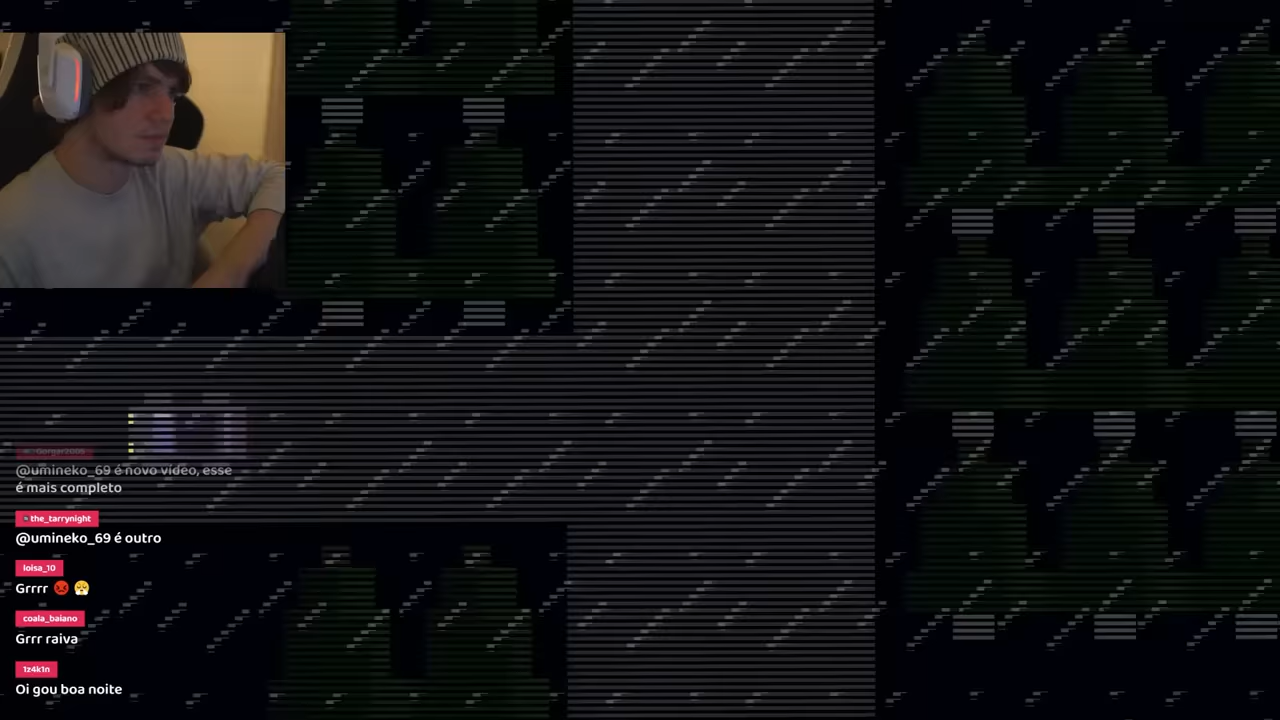 Gorgar2005
@umineko_69 é novo vídeo, esse
é mais completo
the_tarrynight
@umineko_69 é outro
loisa_10
Grrrr 😡 😤
coala_baiano
Grrr raiva
1z4k1n
Oi gou boa noite